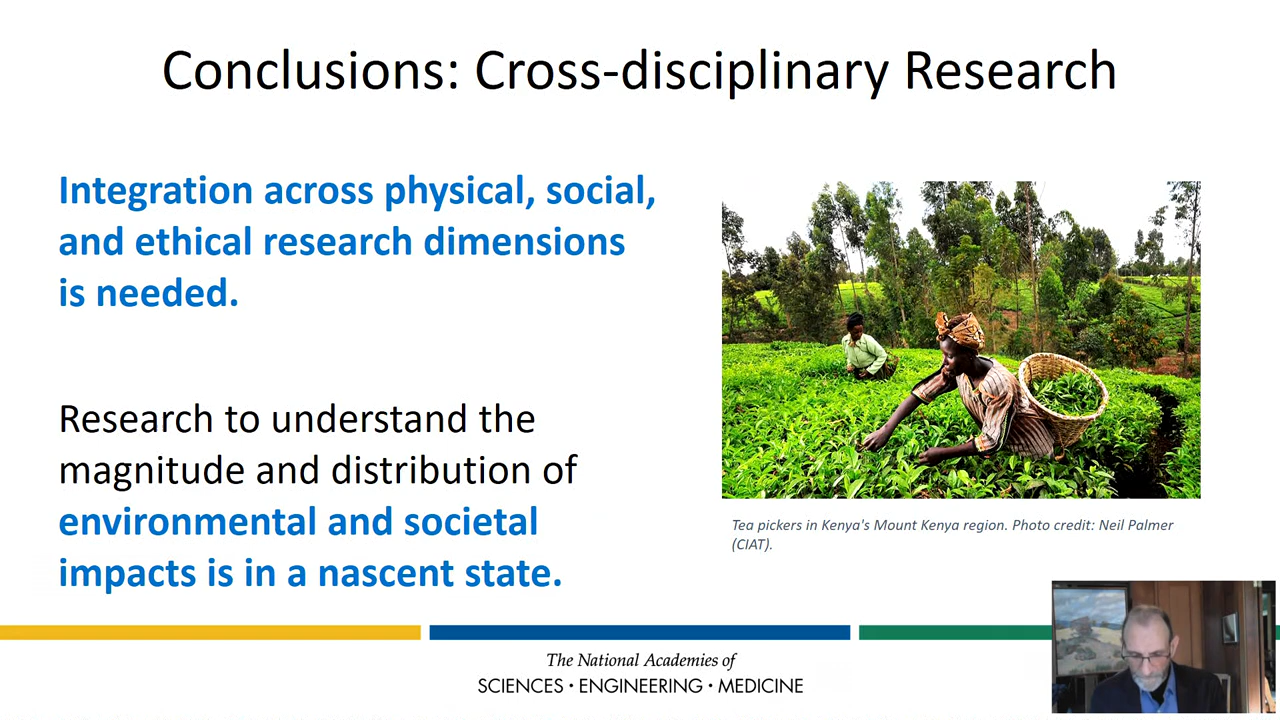 Conclusions: Cross-disciplinary Research
Integration across physical, social,
and ethical research dimensions
is needed.
Research to understand the
magnitude and distribution of
environmental and societal
impacts is in a nascent state.
Tea pickers in Kenya's Mount Kenya region. Photo credit: Neil Palmer
(CIAT).
The National Academies of
SCIENCES · ENGINEERING · MEDICINE